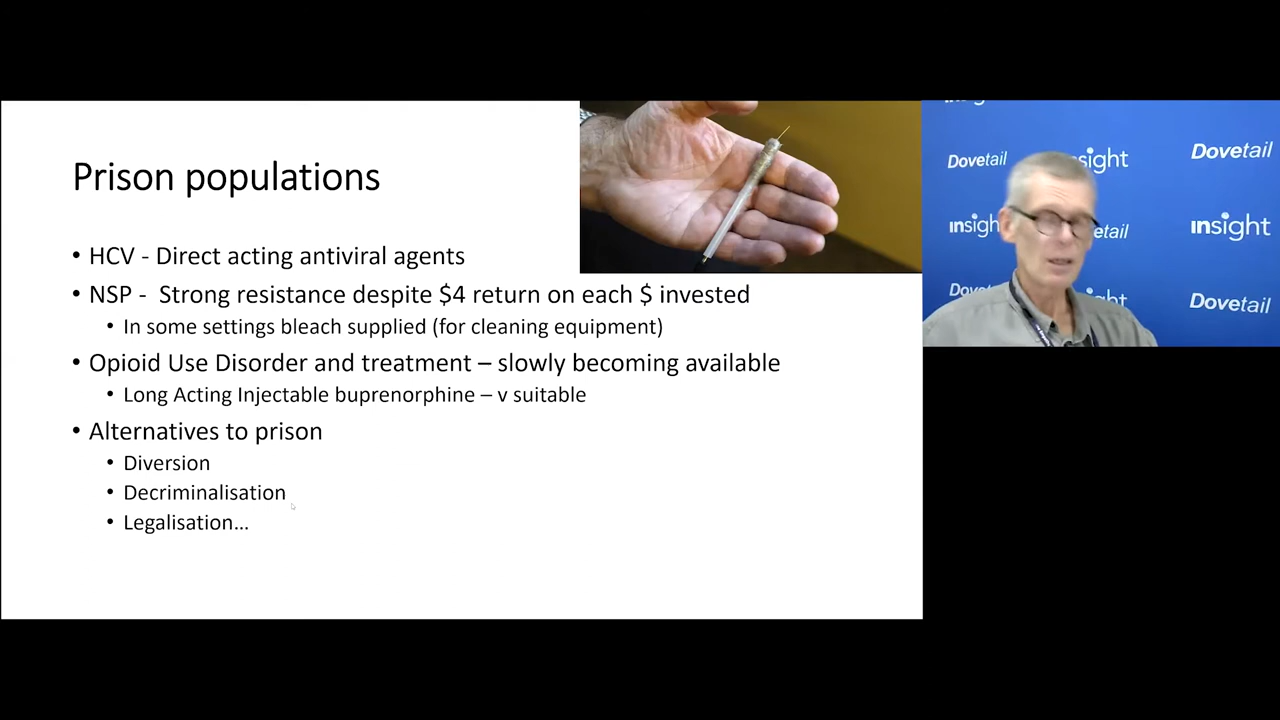 Prison populations
• HCV - Direct acting antiviral agents
• NSP - Strong resistance despite $4 return on each $ invested
• In some settings bleach supplied (for cleaning equipment)
• Opioid Use Disorder and treatment – slowly becoming available
• Long Acting Injectable buprenorphine – v suitable
• Alternatives to prison
• Diversion
• Decriminalisation
• Legalisation...
Dovetail
Dovetail
insight
insight
Dovetail